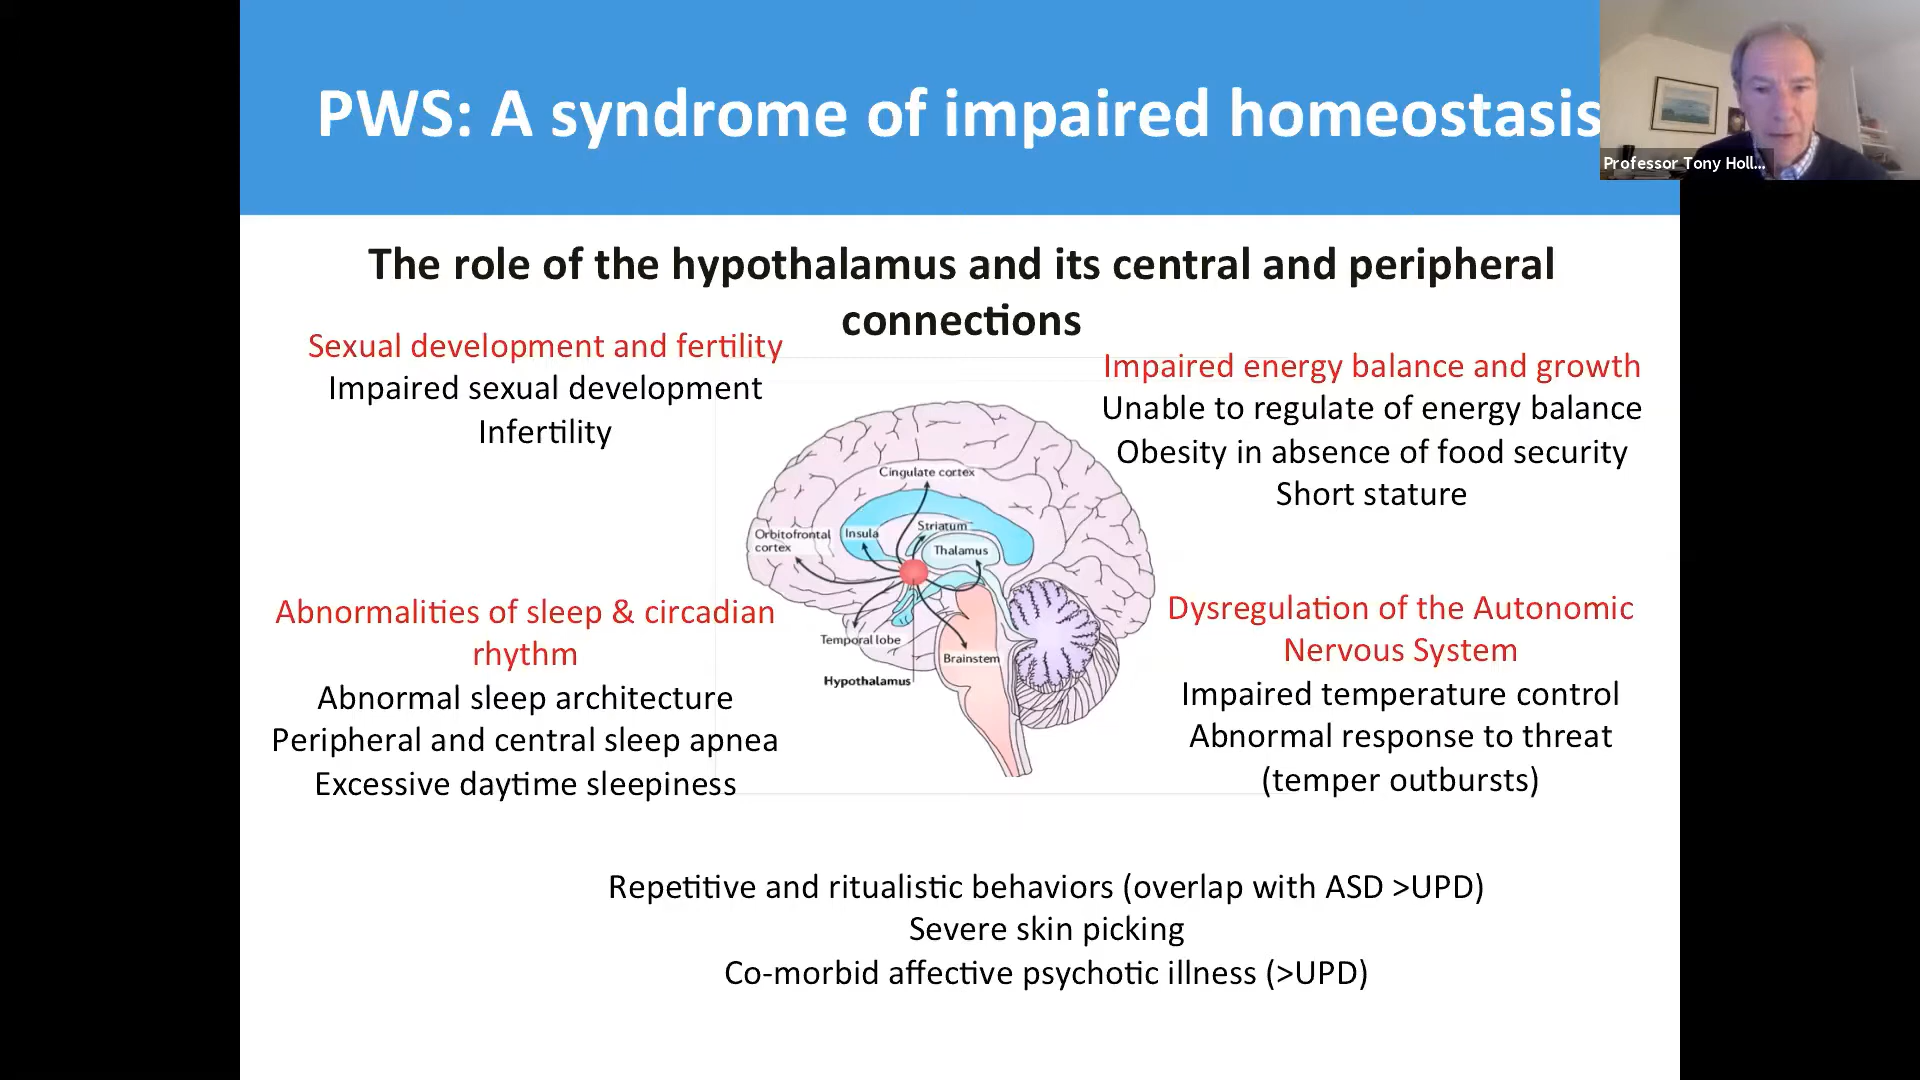 PWS: A syndrome of impaired homeostasis
Professor Tony Holl...
The role of the hypothalamus and its central and peripheral
connections
Sexual development and fertility
Impaired sexual development
Infertility
Impaired energy balance and growth
Unable to regulate of energy balance
Obesity in absence of food security
Short stature
Cingulate cortex
Orbitofrontal
cortex
Insula
Striatum
Thalamus
Temporal lobe
Brainstem
Hypothalamus
Abnormalities of sleep & circadian
rhythm
Abnormal sleep architecture
Peripheral and central sleep apnea
Excessive daytime sleepiness
Dysregulation of the Autonomic
Nervous System
Impaired temperature control
Abnormal response to threat
(temper outbursts)
Repetitive and ritualistic behaviors (overlap with ASD >UPD)
Severe skin picking
Co-morbid affective psychotic illness (>UPD)